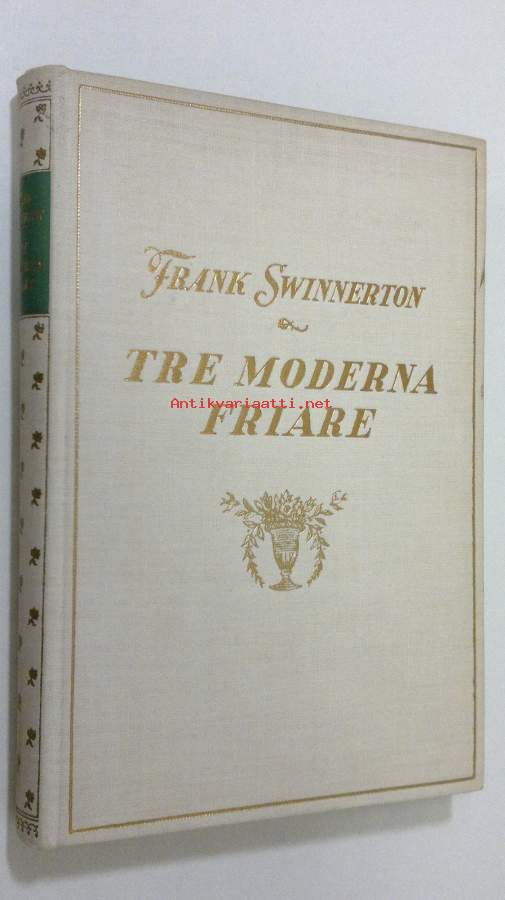 FRANK SWINNERTON
TRE MODERNA
Antikvariaatti.net
FRIARE